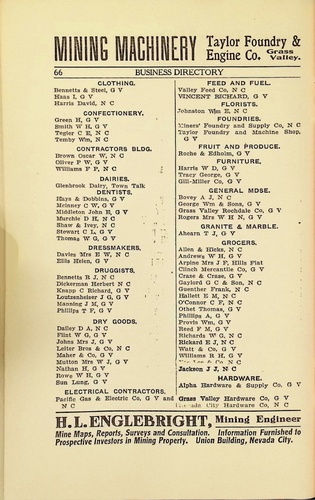 MINING MACHINERY Taylor Foundry & Engine Co. Grass Valley.
66 BUSINESS DIRECTORY
CLOTHING.
Bennetts & Steel, G V
Haas I, G V
Harris David, N C
CONFECTIONERY.
Green H, G V
Smith W H, G V
Tegler C E, N C
Temby Wm, N C
CONTRACTORS BLDG.
Brown Oscar W, N C
Oliver P W, G V
Williams F P, N C
DAIRIES.
Glenbrook Dairy, Town Talk
DENTISTS.
Hays & Dobbins, G V
McInney C W, G V
Middleton John E, G V
Murchie D H, N C
Shaw & Ivey, N C
Stewart C L, G V
Thomas W G, G V
DRESSMAKERS.
Davies Mrs E W, N C
Ellis Helen, G V
DRUGGISTS.
Bennetts R J, N C
Dickerman Herbert N C
Knapp C Richard, G V
Loutzenheiser J G, G V
Manning J M, G V
Phillips T F, G V
DRY GOODS.
Dailey D A, N C
Flint W G, G V
Johns Mrs J, G V
Leiter Bros & Co, N C
Maher & Co, G V
Mutton Mrs W J, G V
Nathan H, G V
Rowe W H, G V
Sun Lung, G V
ELECTRICAL CONTRACTORS.
Pacific Gas & Electric Co, G V and N C
FEED AND FUEL.
Valley Feed Co, N C
VINCENT RICHARD, G V
FLORISTS.
Johnston Wm E, N C
FOUNDRIES.
Miners' Foundry and Supply Co, N C
Taylor Foundry and Machine Shop, G V
FRUIT AND PRODUCE.
Roche & Edholm, G V
FURNITURE.
Harris W D, G V
Tracy George, G V
Gill-Miller Co, G V
GENERAL MDSE.
Bovey A J, N C
George Wm & Sons, G V
Grass Valley Rochdale Co, G V
Rogers Mrs W H N, G V
GRANITE & MARBLE.
Ahearn T J, G V
GROCERS.
Allen & Hicks, N C
Andrews W H, G V
Arpine Mrs J F, Hills Flat
Clinch Mercantile Co, G V
Crase & Crase, G V
Gaylord G C & Son, N C
Guenther Frank, N C
Hallett E M, N C
O'Connor C F, N C
Othet Thomas, G V
Phillips A, G V
Provis Wm, G V
Reed F M, G V
Richards W G, N C
Rickard E J, N C
Watt & Co, G V
Williams R H, G V
Jackson J J, N C
HARDWARE.
Alpha Hardware & Supply Co, G V
Grass Valley Hardware Co, G V
City Hardware Co, N C
H. L. ENGLEBRIGHT, Mining Engineer
Mine Maps, Reports, Surveys and Consultation. Information Furnished to
Prospective Investors in Mining Property. Union Building, Nevada City.